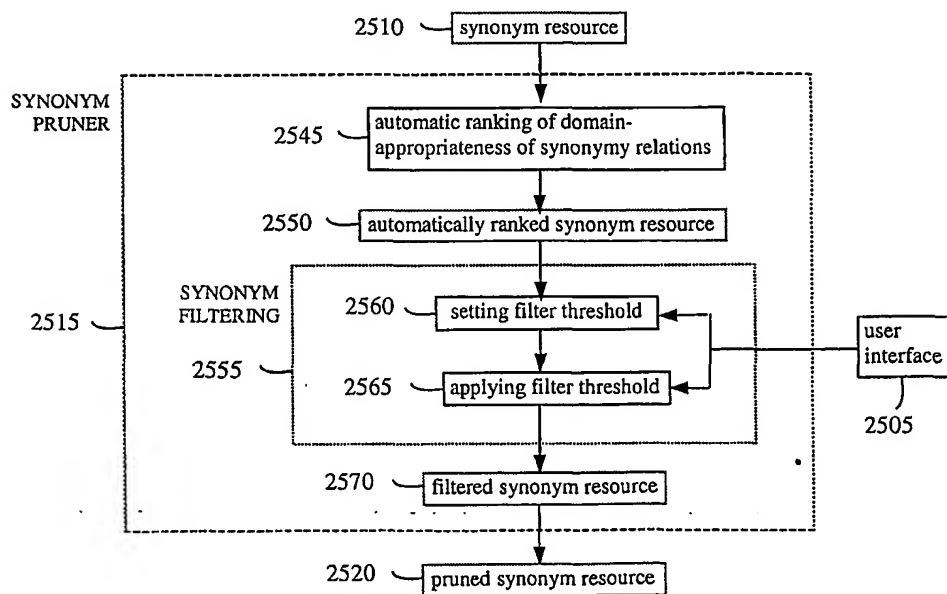 2510 synonym resource
SYNONYM
PRUNER
2545 automatic ranking of domain-
appropriateness of synonymy relations
2550 automatically ranked synonym resource
SYNONYM
FILTERING
2560 setting filter threshold
2515
2555
2565 applying filter threshold
user
interface
2505
2570 filtered synonym resource
2520 pruned synonym resource